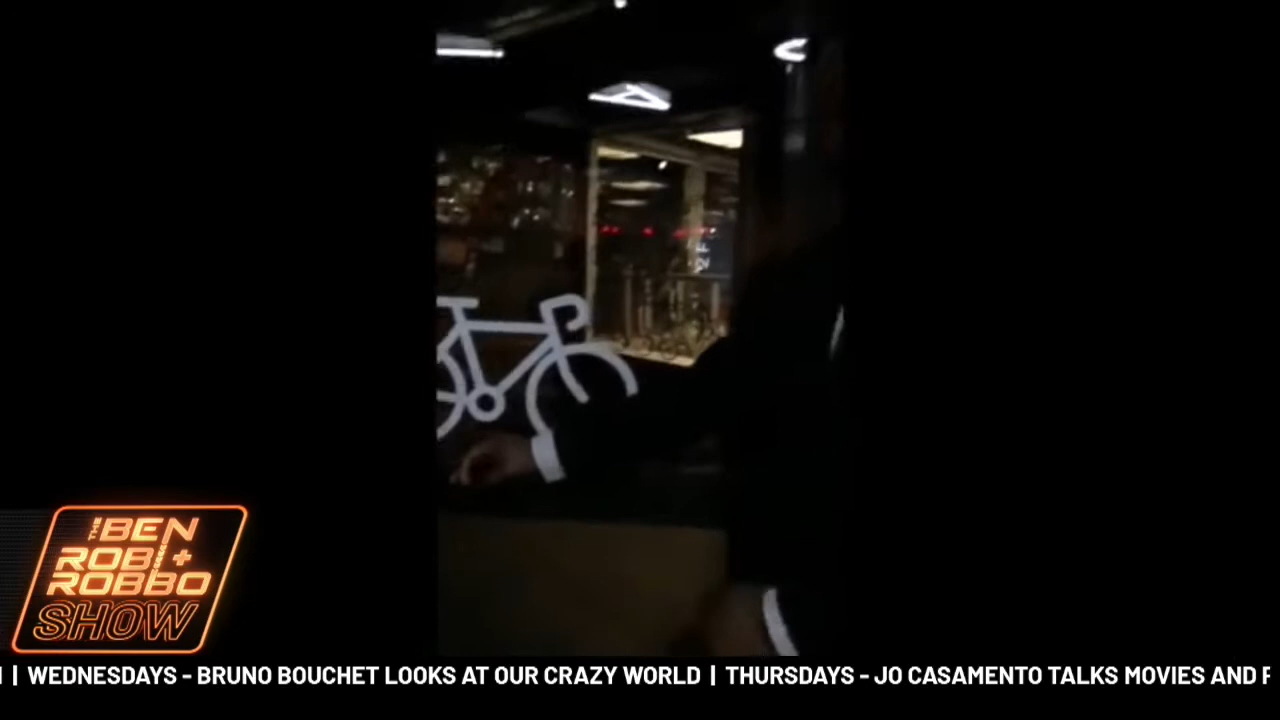 THE BEN
ROB +
ROBBO
SHOW
| WEDNESDAYS - BRUNO BOUCHET LOOKS AT OUR CRAZY WORLD | THURSDAYS - JO CASAMENTO TALKS MOVIES AND